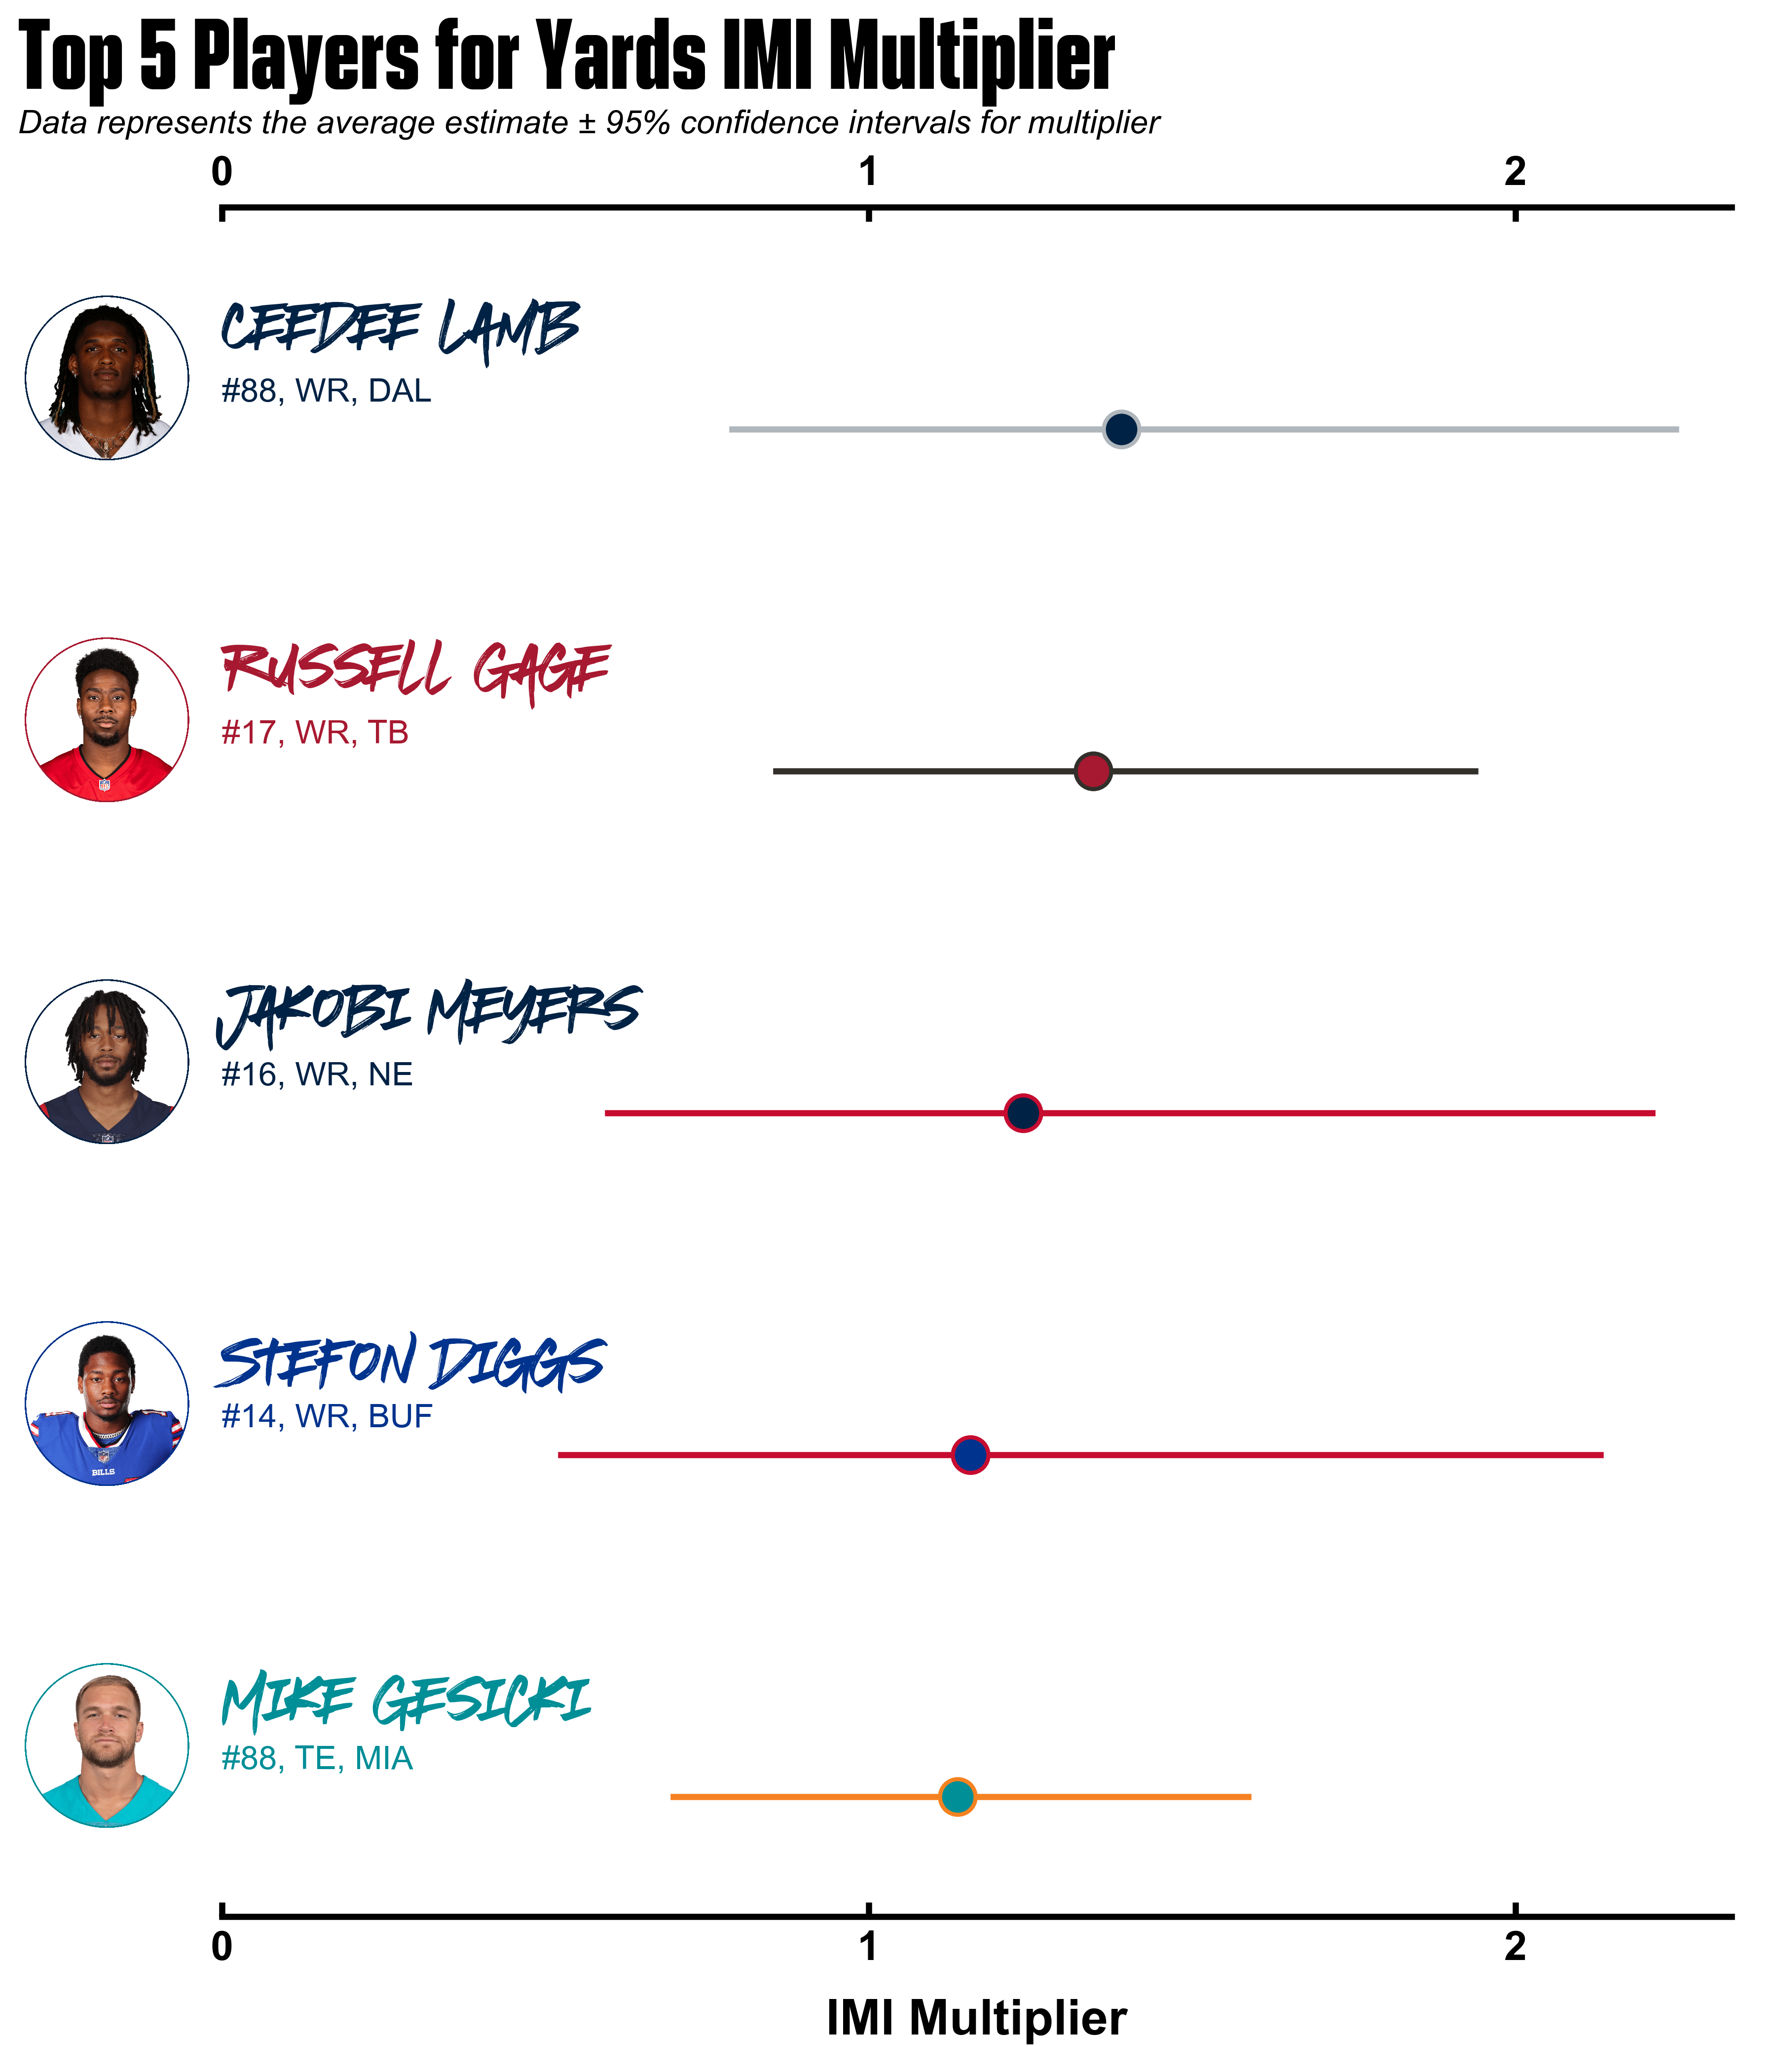 Top 5 Players for Yards IMI Multiplier
Data represents the average estimate ± 95% confidence intervals for multiplier
0 1 2
CEEDEE LAMB
#88, WR, DAL
RUSSELL GAGE
#17, WR, TB
JAKOBI MEYERS
#16, WR, NE
STEFON DIGGS
#14, WR, BUF
BILLS
MIKE GESICKI
#88, TE, MIA
0 1 2
IMI Multiplier